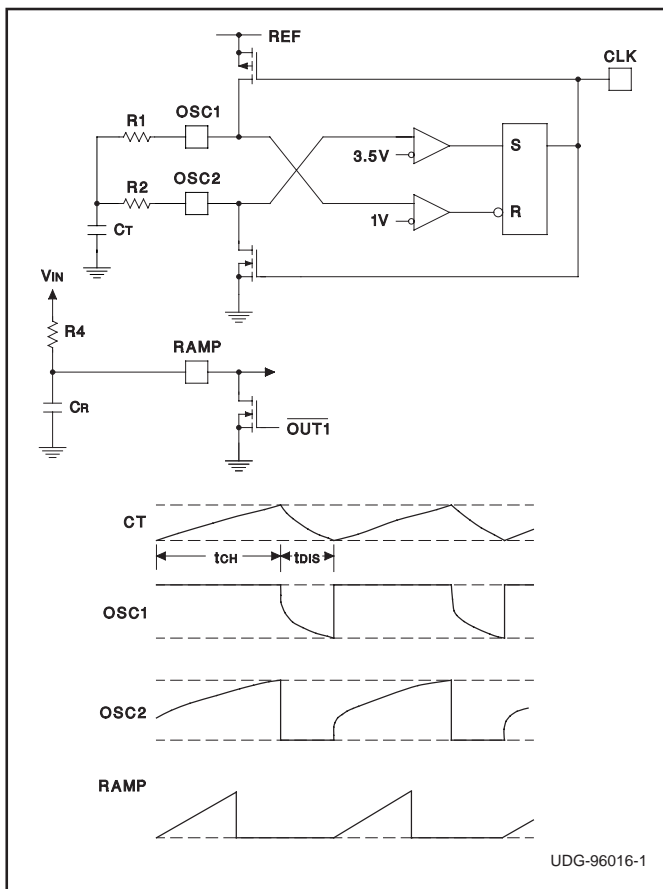 REF
CLK
OSC1
R1
3.5V
S
OSC2
R2
1V
R
CT
VIN
R4
RAMP
CR
OUT1
CT
tCH
tDIS
OSC1
OSC2
RAMP
UDG-96016-1